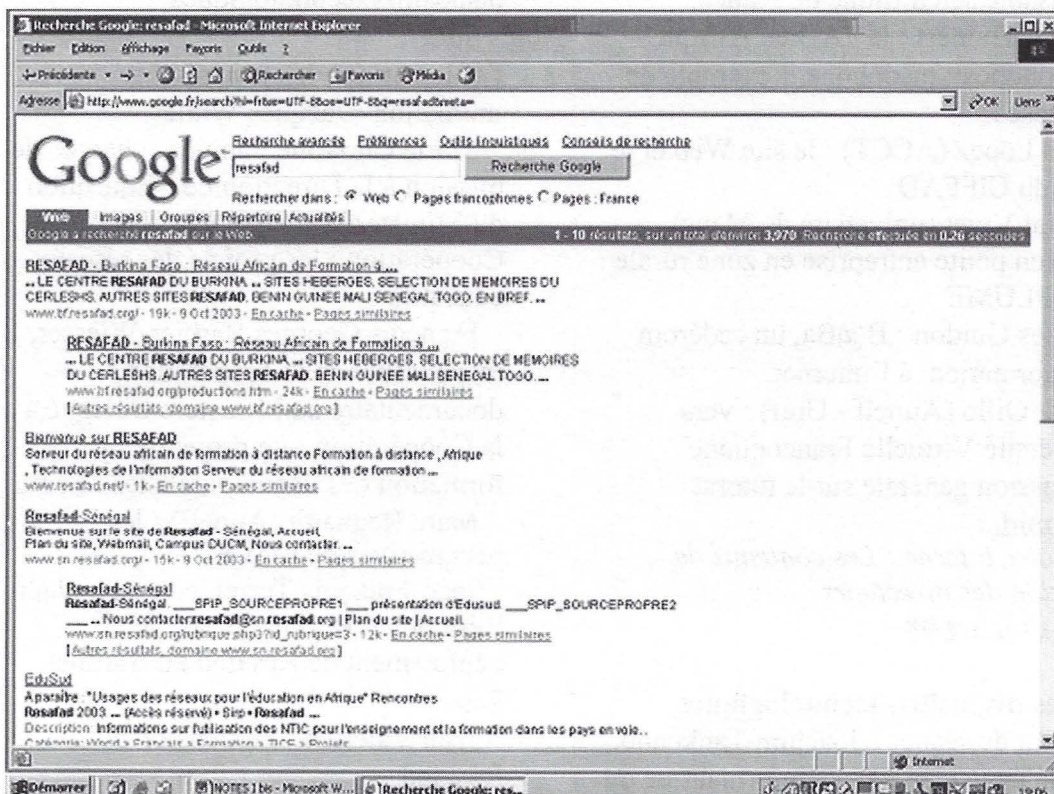 Recherche Google: resafad - Microsoft Internet Explorer
Fichier Edition Affichage Favoris Outils ?
Précédente Rechercher Favoris Média
Adresse http://www.google.fr/search?hl=fr&ie=UTF-8&oe=UTF-8&q=resafad&meta= OK Liens
Recherche avancée Préférences Outils linguistiques Conseils de recherche
Google
resafad Recherche Google
Rechercher dans : Web Pages francophones Pages : France
Web Images Groupes Répertoire Actualités
Google a recherché resafad sur le Web. 1 - 10 résultats, sur un total d'environ 3,970. Recherche effectuée en 0.26 secondes
RESAFAD - Burkina Faso : Réseau Africain de Formation à ...
... LE CENTRE RESAFAD DU BURKINA. ... SITES HEBERGES. SELECTION DE MEMOIRES DU
CERLESHS. AUTRES SITES RESAFAD. BENIN GUINEE MALI SENEGAL TOGO. EN BREF. ...
www.bf.resafad.org/ - 19k - 9 Oct 2003 - En cache - Pages similaires
RESAFAD - Burkina Faso : Réseau Africain de Formation à ...
... LE CENTRE RESAFAD DU BURKINA. ... SITES HEBERGES. SELECTION DE MEMOIRES
DU CERLESHS. AUTRES SITES RESAFAD. BENIN GUINEE MALI SENEGAL TOGO. ...
www.bf.resafad.org/productions.htm - 24k - En cache - Pages similaires
[ Autres résultats, domaine www.bf.resafad.org ]
Bienvenue sur RESAFAD
Serveur du réseau africain de formation à distance Formation à distance , Afrique
, Technologies de l'Information Serveur du réseau africain de formation ...
www.resafad.net/ - 1k - En cache - Pages similaires
Resafad-Sénégal
Bienvenue sur le site de Resafad - Sénégal, Accueil,
Plan du site, Webmail, Campus DUCM, Nous contacter. ...
www.sn.resafad.org/ - 15k - 9 Oct 2003 - En cache - Pages similaires
Resafad-Sénégal
Resafad-Sénégal. ___SPIP_SOURCEPROPRE1 ___ présentation d'Edusud. ___SPIP_SOURCEPROPRE2
___ ... Nous contacter:resafad@sn.resafad.org | Plan du site | Accueil.
www.sn.resafad.org/rubrique.php3?id_rubrique=3 - 12k - En cache - Pages similaires
[ Autres résultats, domaine www.sn.resafad.org ]
EduSud
A paraître : "Usages des réseaux pour l'éducation en Afrique" Rencontres
Resafad 2003 ... (Accès réservé) • Sirp • Resafad ...
Description: Informations sur l'utilisation des NTIC pour l'enseignement et la formation dans les pays en voie...
Catégorie: World > Français > Formation > TICE > Projets
Internet
Démarrer NOTES1bis - Microsoft W... Recherche Google: res... 19:06